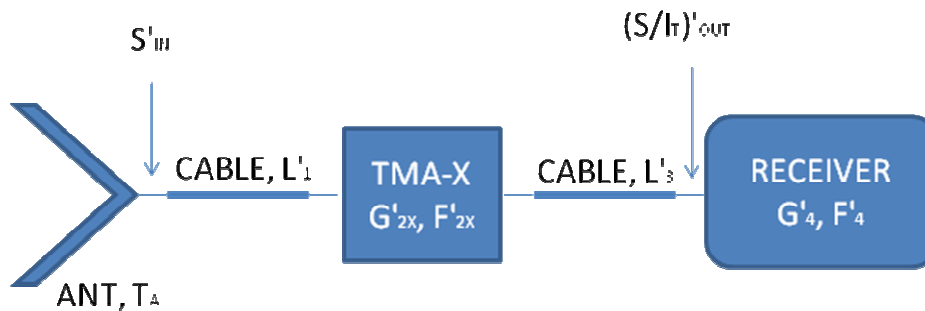 S'IN
(S/IT)'OUT
CABLE, L'1
TMA-X
G'2X, F'2X
CABLE, L'3
RECEIVER
G'4, F'4
ANT, TA